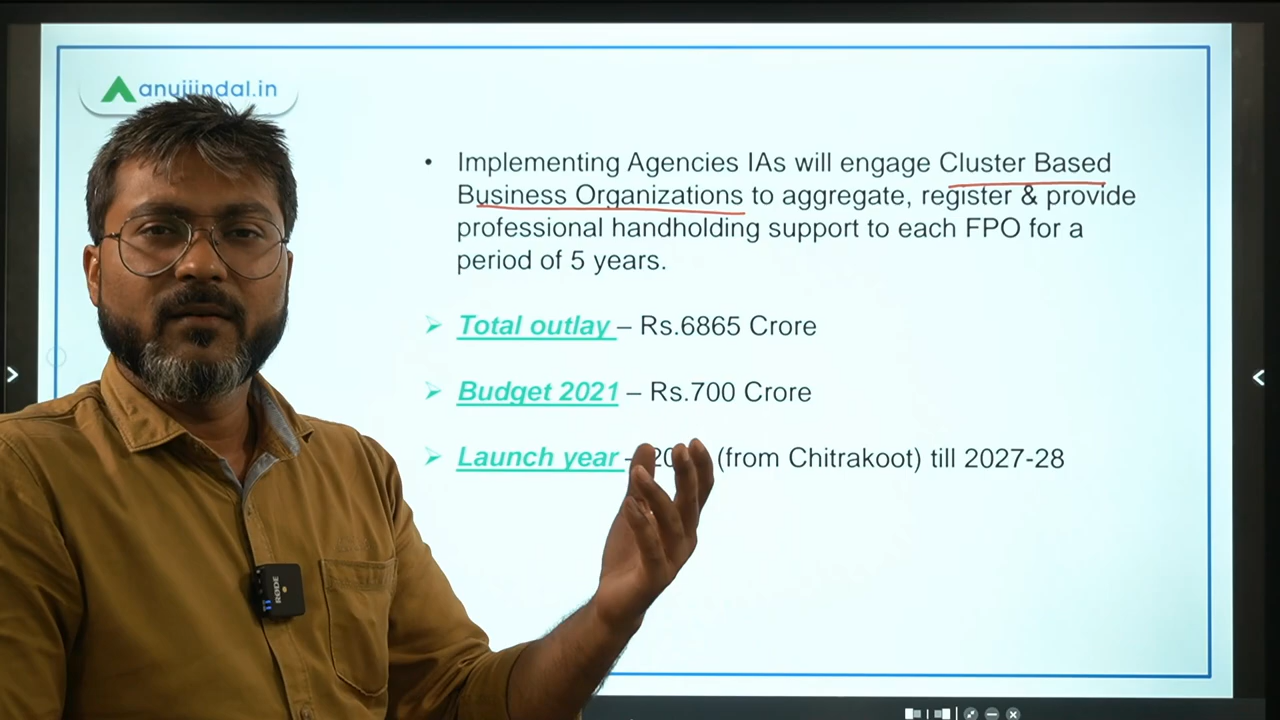 anujjindal.in
• Implementing Agencies IAs will engage Cluster Based
Business Organizations to aggregate, register & provide
professional handholding support to each FPO for a
period of 5 years.
➢ Total outlay – Rs.6865 Crore
➢ Budget 2021 – Rs.700 Crore
➢ Launch year – (from Chitrakoot) till 2027-28
RODE